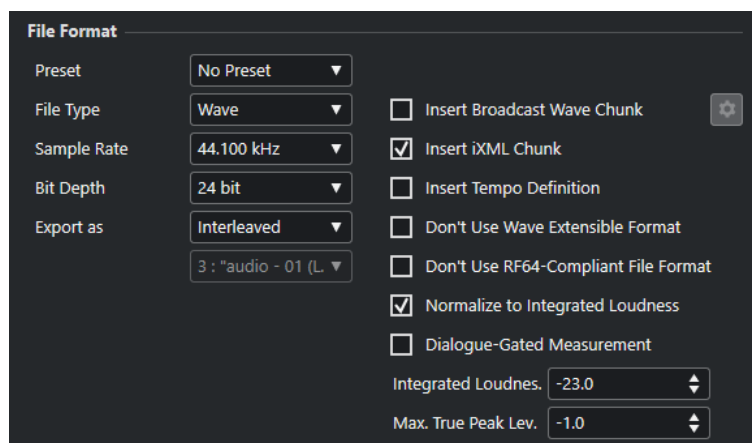 File Format
Preset No Preset
File Type Wave Insert Broadcast Wave Chunk
Sample Rate 44.100 kHz Insert iXML Chunk
Bit Depth 24 bit Insert Tempo Definition
Export as Interleaved Don't Use Wave Extensible Format
3 : "audio - 01 (L. Don't Use RF64-Compliant File Format
Normalize to Integrated Loudness
Dialogue-Gated Measurement
Integrated Loudnes. -23.0
Max. True Peak Lev. -1.0